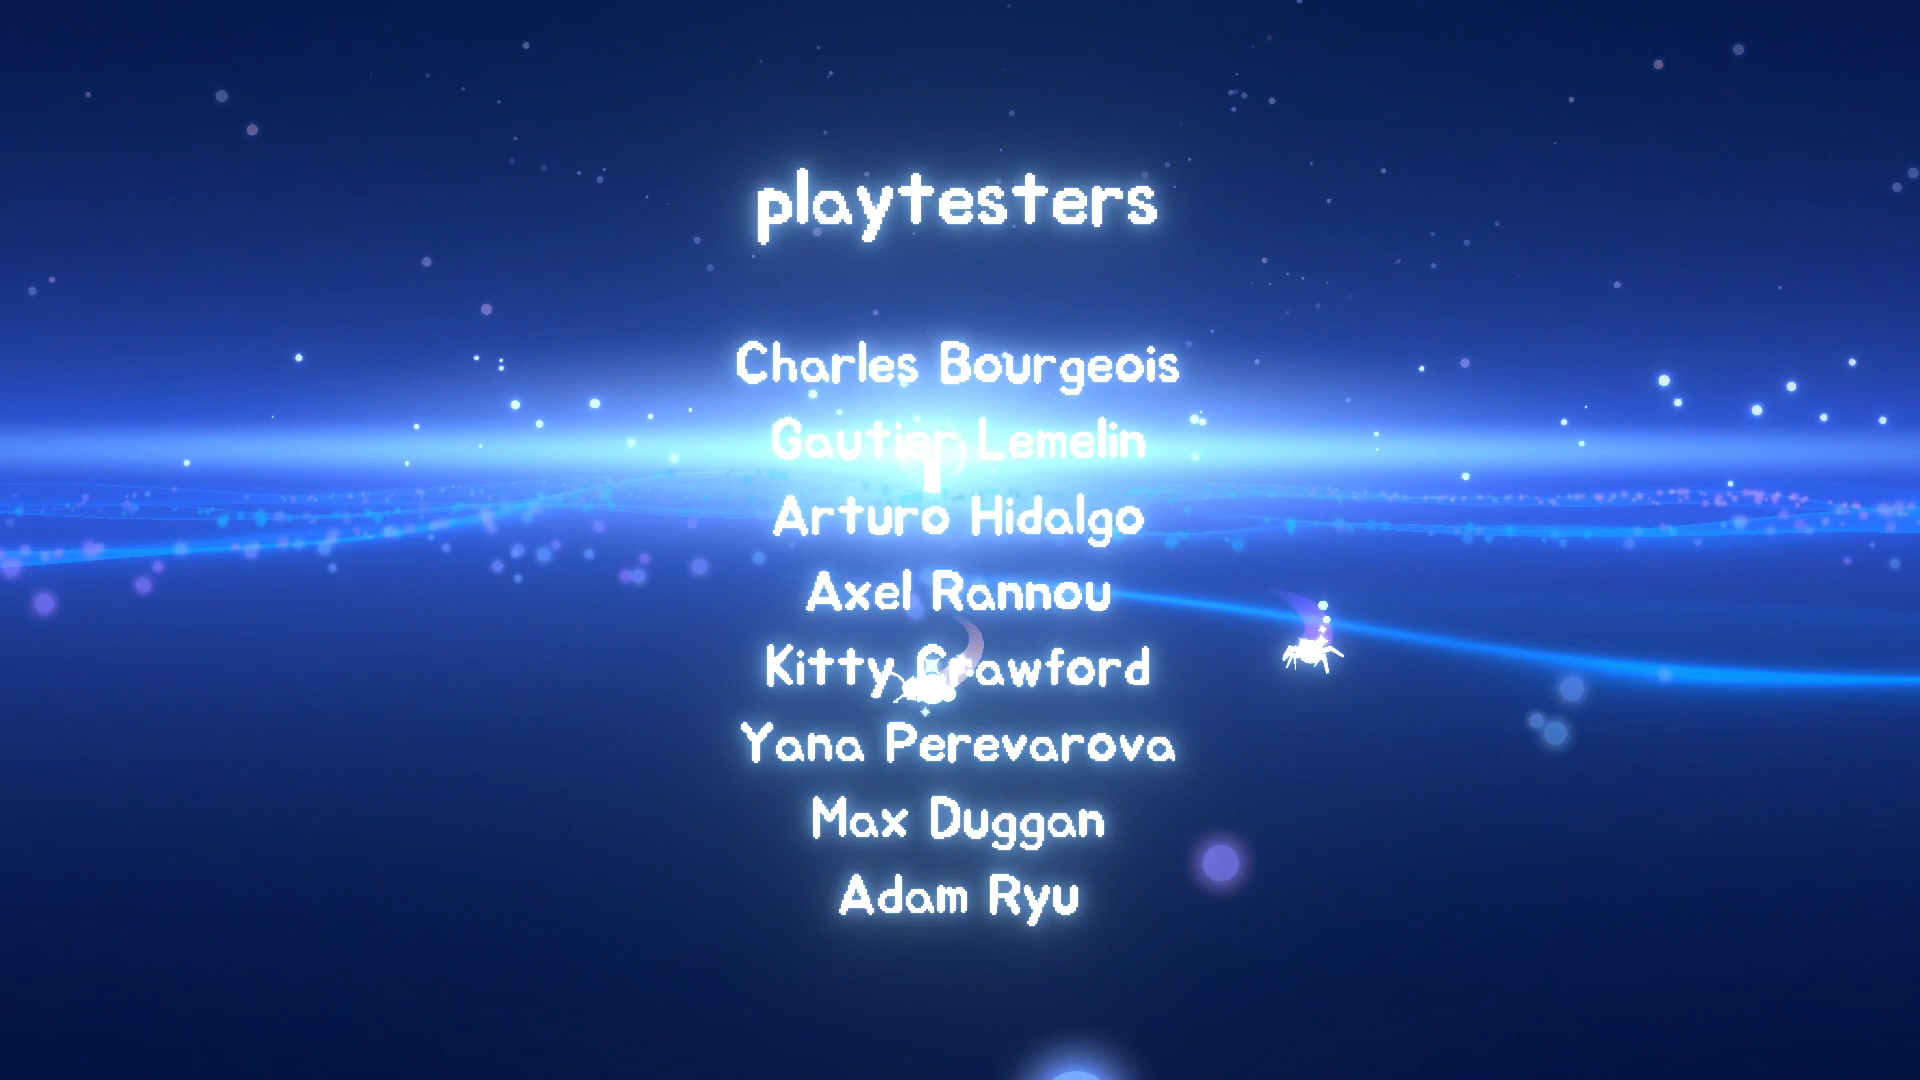 playtesters
Charles Bourgeois
Gautier Lemelin
Arturo Hidalgo
Axel Rannou
Kitty Crawford
Yana Perevarova
Max Duggan
Adam Ryu